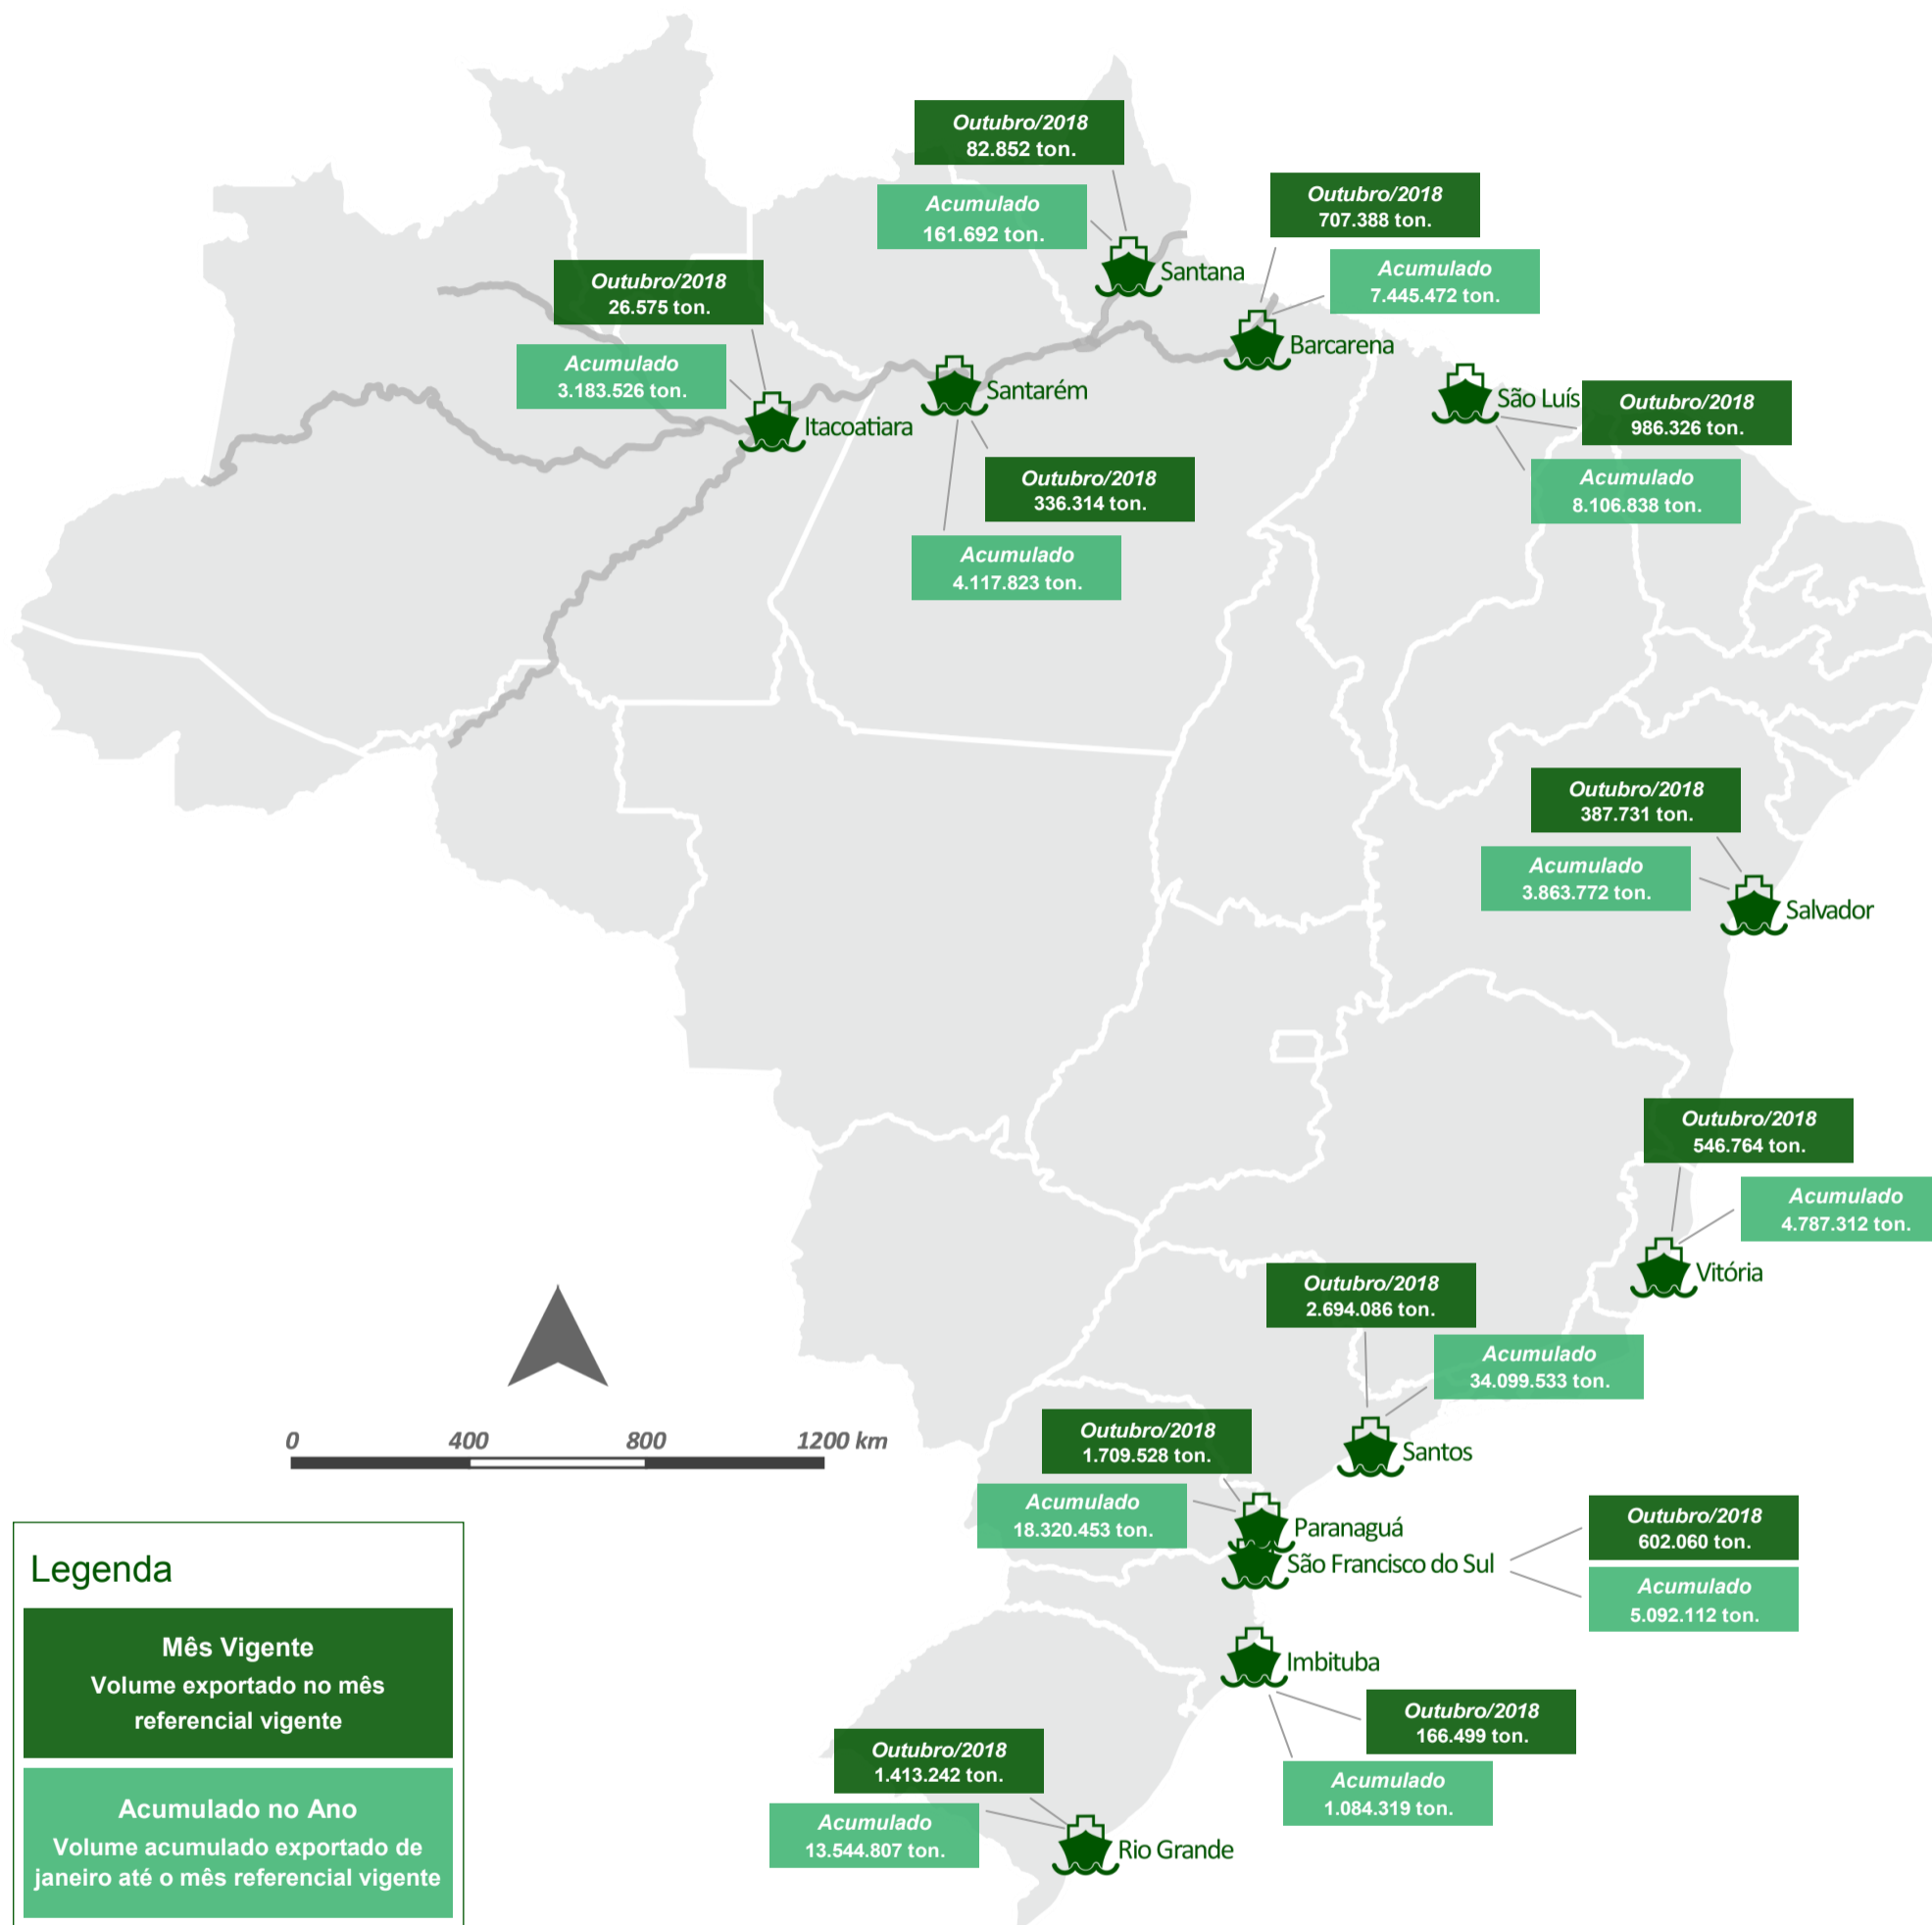 Outubro/2018
82.852 ton.
Acumulado
161.692 ton.
Santana
Outubro/2018
707.388 ton.
Acumulado
7.445.472 ton.
Barcarena
Outubro/2018
26.575 ton.
Acumulado
3.183.526 ton.
Itacoatiara
Santarém
Outubro/2018
336.314 ton.
Acumulado
4.117.823 ton.
São Luís
Outubro/2018
986.326 ton.
Acumulado
8.106.838 ton.
Outubro/2018
387.731 ton.
Acumulado
3.863.772 ton.
Salvador
Outubro/2018
546.764 ton.
Acumulado
4.787.312 ton.
Vitória
Outubro/2018
2.694.086 ton.
Acumulado
34.099.533 ton.
Santos
Outubro/2018
1.709.528 ton.
Acumulado
18.320.453 ton.
Paranaguá
São Francisco do Sul
Outubro/2018
602.060 ton.
Acumulado
5.092.112 ton.
Imbituba
Outubro/2018
166.499 ton.
Acumulado
1.084.319 ton.
Outubro/2018
1.413.242 ton.
Acumulado
13.544.807 ton.
Rio Grande
0 400 800 1200 km
Legenda
Mês Vigente
Volume exportado no mês
referencial vigente
Acumulado no Ano
Volume acumulado exportado de
janeiro até o mês referencial vigente